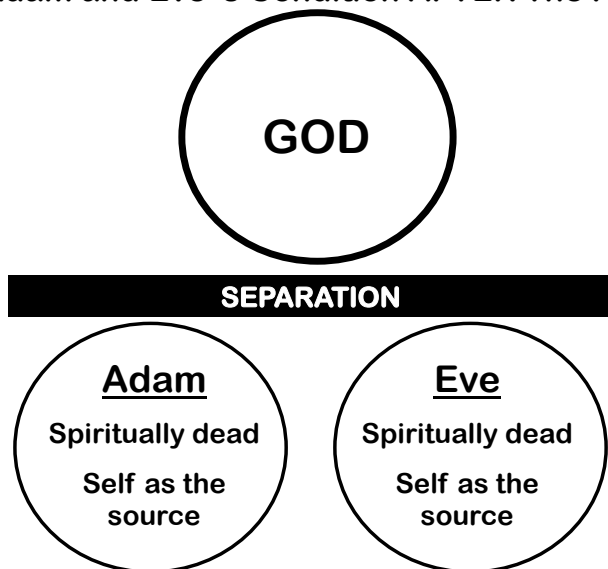 GOD
SEPARATION
Adam
Spiritually dead
Self as the
source
Eve
Spiritually dead
Self as the
source